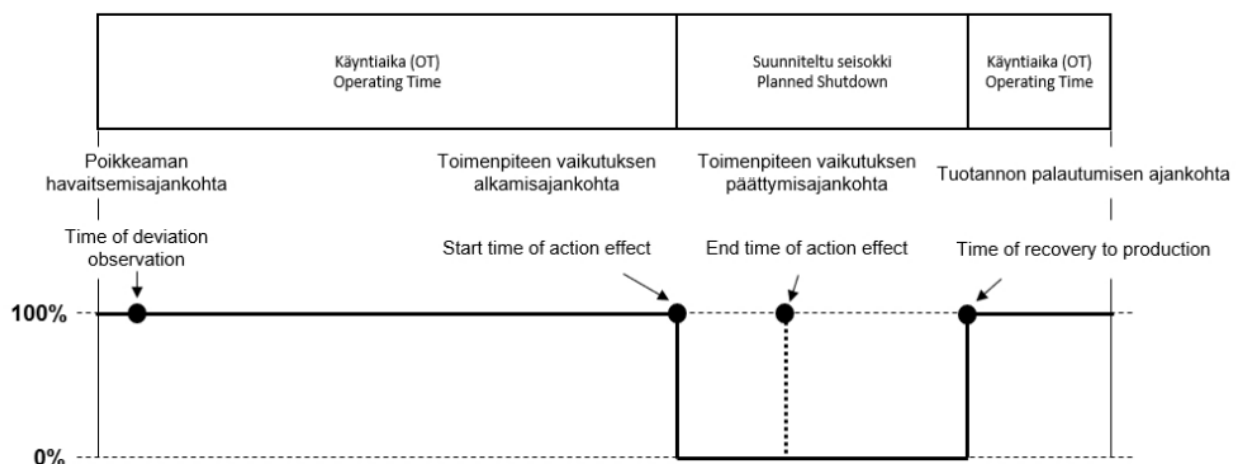 Käyntiaika (OT)
Operating Time
Suunniteltu seisokki
Planned Shutdown
Käyntiaika (OT)
Operating Time
Poikkeaman
havaitsemisajankohta
Toimenpiteen vaikutuksen
alkamisajankohta
Toimenpiteen vaikutuksen
päättymisajankohta
Tuotannon palautumisen ajankohta
Time of deviation
observation
Start time of action effect
End time of action effect
Time of recovery to production
100%
0%